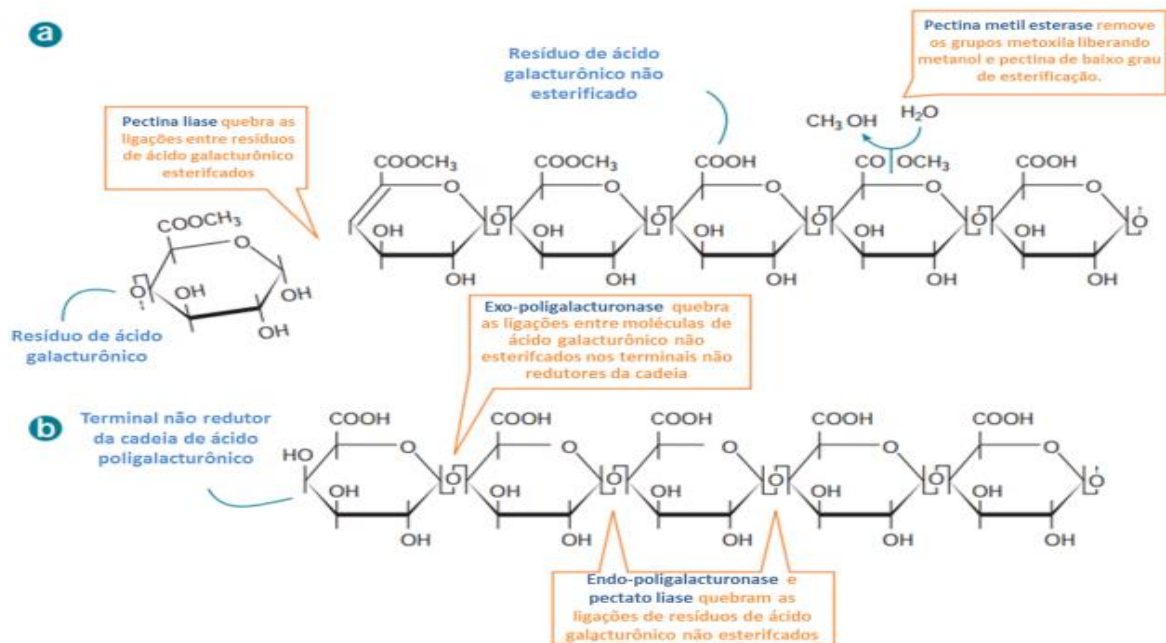 a
Pectina metil esterase remove
os grupos metoxila liberando
metanol e pectina de baixo grau
de esterificação.
Resíduo de ácido
galacturônico não
esterificado
Pectina liase quebra as
ligações entre resíduos
de ácido galacturônico
esterifcados
CH3 OH
H2O
COOCH3
COOCH3
COOH
CO OCH3
COOH
O
O
O
O
O
OH
O
OH
O
OH
O
OH
O
OH
O
OH
OH
OH
OH
OH
COOCH3
O
O
OH
OH
OH
Resíduo de ácido
galacturônico
Exo-poligalacturonase quebra
as ligações entre moléculas de
ácido galacturônico não
esterifcados nos terminais não
redutores da cadeia
b
Terminal não redutor
da cadeia de ácido
poligalacturônico
COOH
COOH
COOH
COOH
COOH
HO
O
O
O
O
O
OH
O
OH
O
OH
O
OH
O
OH
O
OH
OH
OH
OH
OH
Endo-poligalacturonase e
pectato liase quebram as
ligações de resíduos de ácido
galacturônico não esterifcados